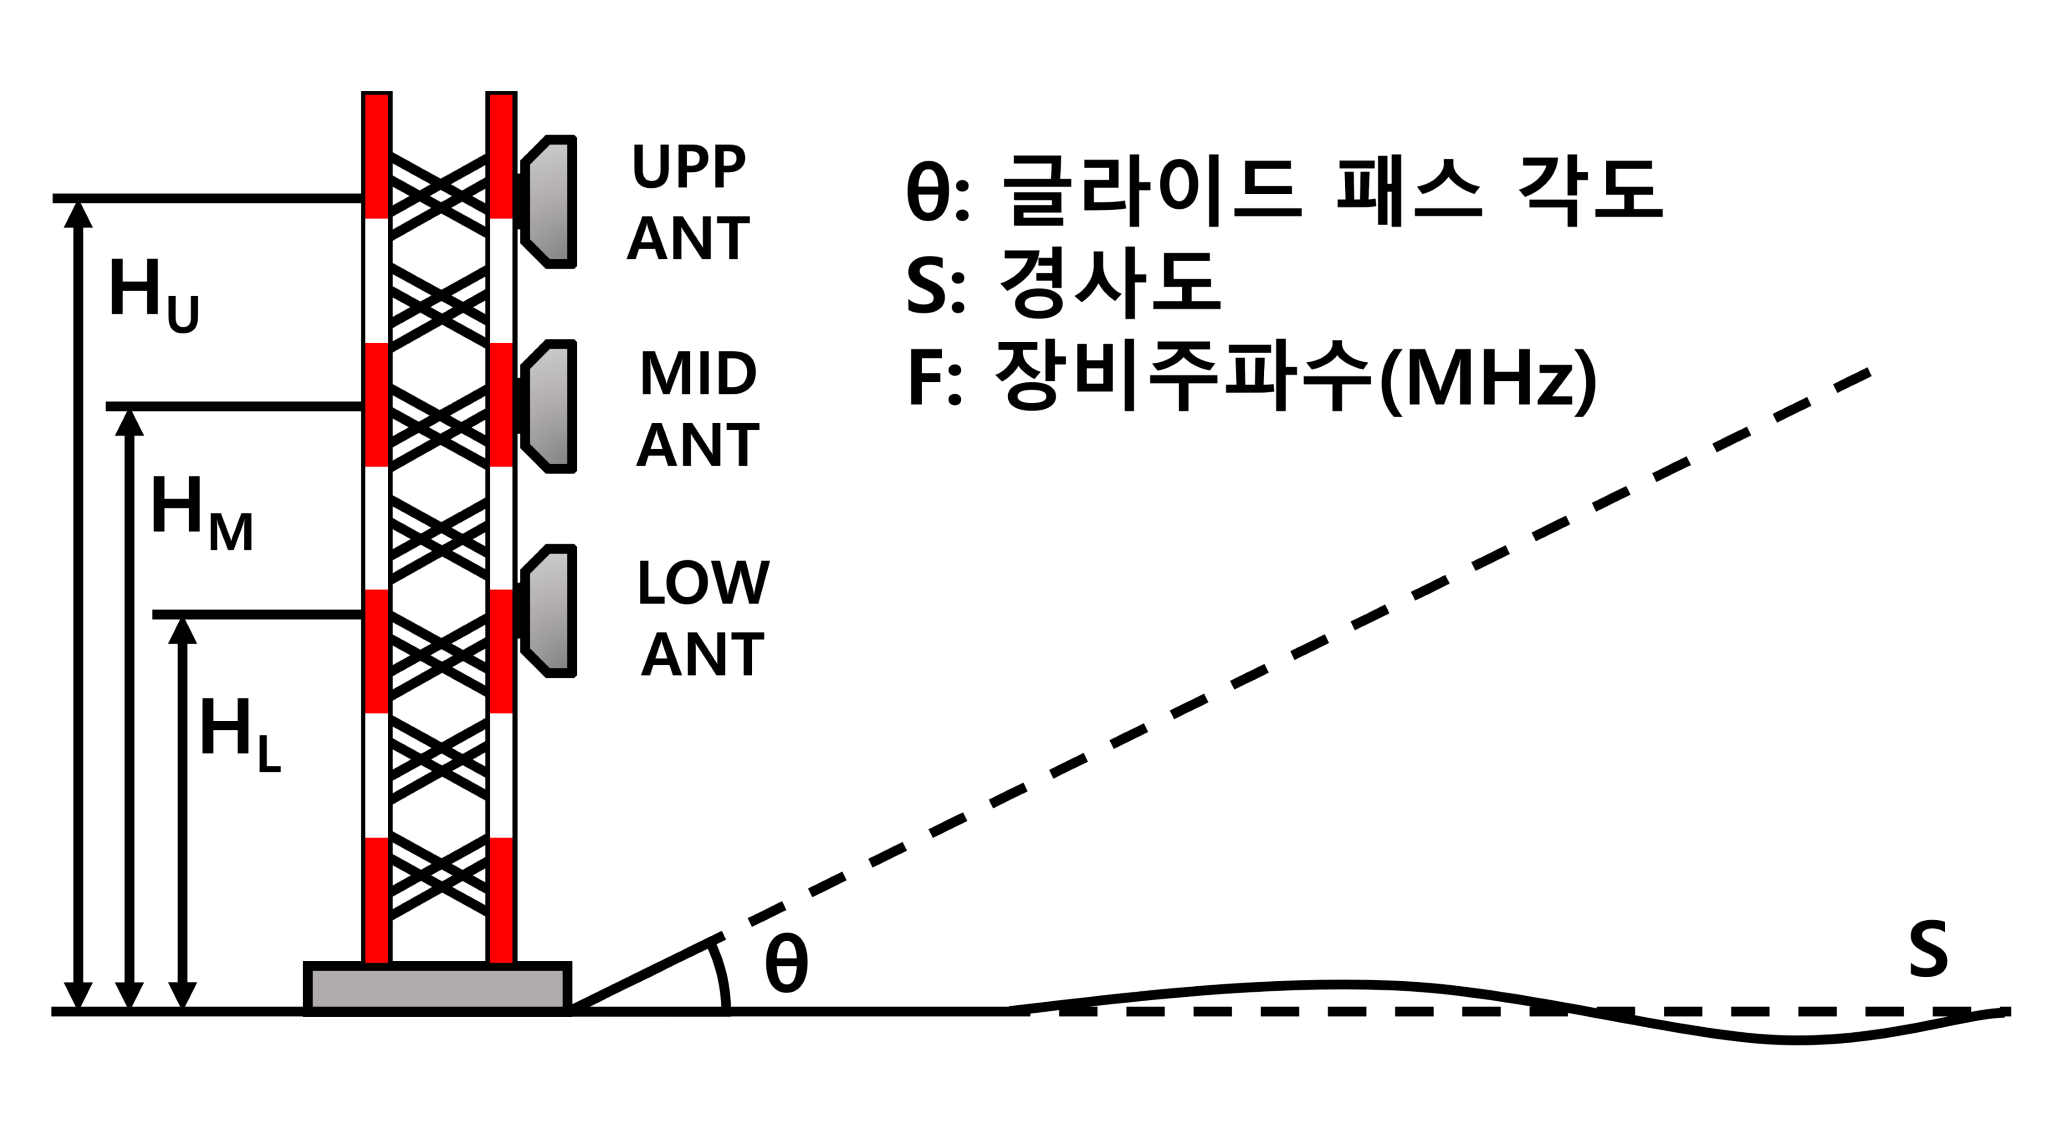 UPP
ANT
θ: 글라이드 패스 각도
S: 경사도
F: 장비주파수(MHz)
H_U
MID
ANT
H_M
LOW
ANT
H_L
θ
S